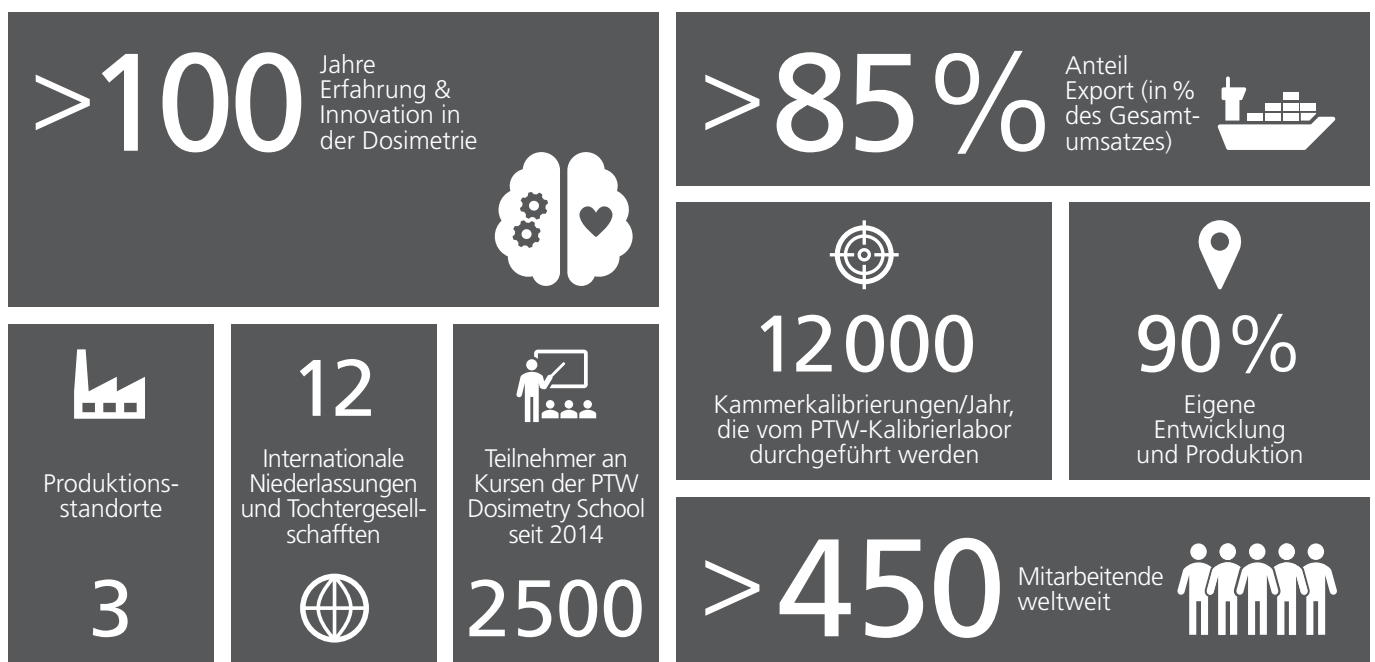 >100
Jahre
Erfahrung &
Innovation in
der Dosimetrie
>85 %
Anteil
Export (in %
des Gesamt-
umsatzes)
12 000
Kammerkalibrierungen/Jahr,
die vom PTW-Kalibrierlabor
durchgeführt werden
90 %
Eigene
Entwicklung
und Produktion
Produktions-
standorte
3
12
Internationale
Niederlassungen
und Tochtergesell-
schafften
Teilnehmer an
Kursen der PTW
Dosimetry School
seit 2014
2500
>450
Mitarbeitende
weltweit